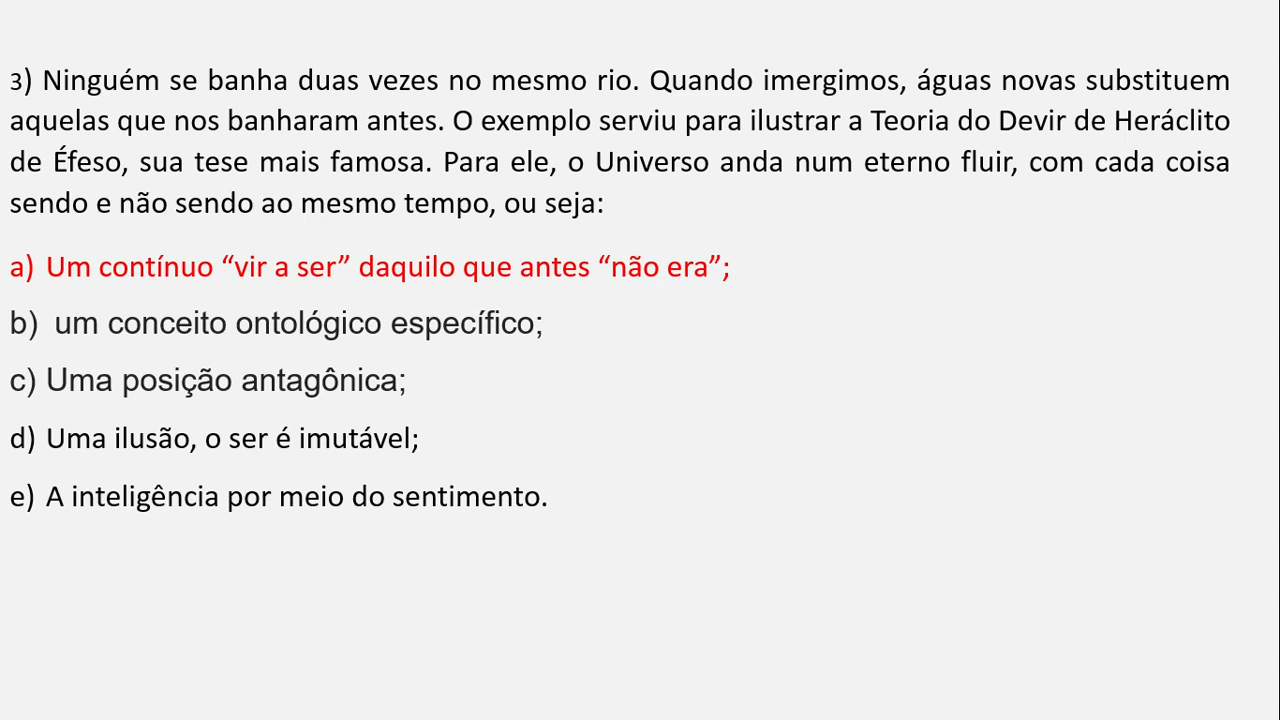 3) Ninguém se banha duas vezes no mesmo rio. Quando imergimos, águas novas substituem
aquelas que nos banharam antes. O exemplo serviu para ilustrar a Teoria do Devir de Heráclito
de Éfeso, sua tese mais famosa. Para ele, o Universo anda num eterno fluir, com cada coisa
sendo e não sendo ao mesmo tempo, ou seja:
a) Um contínuo “vir a ser” daquilo que antes “não era”;
b) um conceito ontológico específico;
c) Uma posição antagônica;
d) Uma ilusão, o ser é imutável;
e) A inteligência por meio do sentimento.